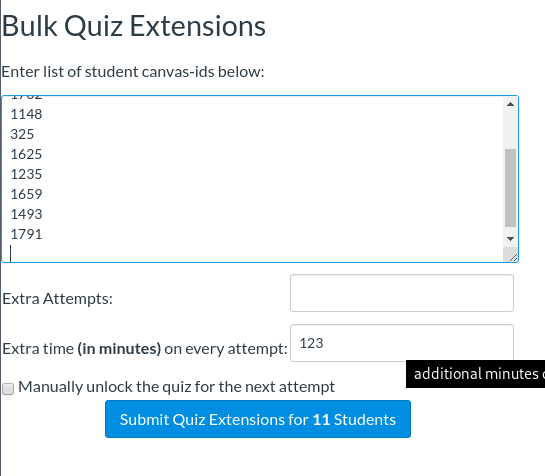 Bulk Quiz Extensions
Enter list of student canvas-ids below:
1148
325
1625
1235
1659
1493
1791
Extra Attempts:
Extra time (in minutes) on every attempt: 123
additional minutes
Manually unlock the quiz for the next attempt
Submit Quiz Extensions for 11 Students